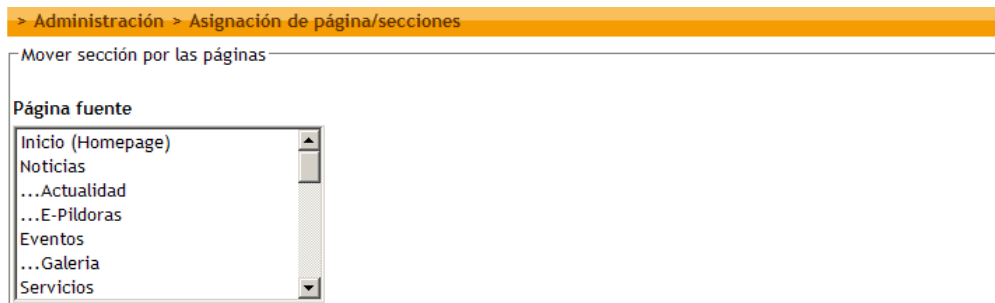 > Administración > Asignación de página/secciones
Mover sección por las páginas
Página fuente
Inicio (Homepage)
Noticias
...Actualidad
...E-Pildoras
Eventos
...Galeria
Servicios